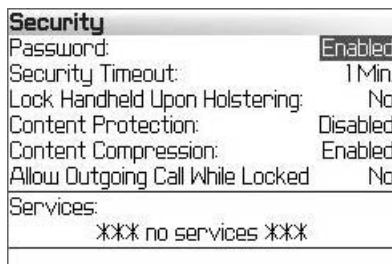 Security
Password: Enabled
Security Timeout: 1 Min
Lock Handheld Upon Holstering: No
Content Protection: Disabled
Content Compression: Enabled
Allow Outgoing Call While Locked No
Services:
*** no services ***